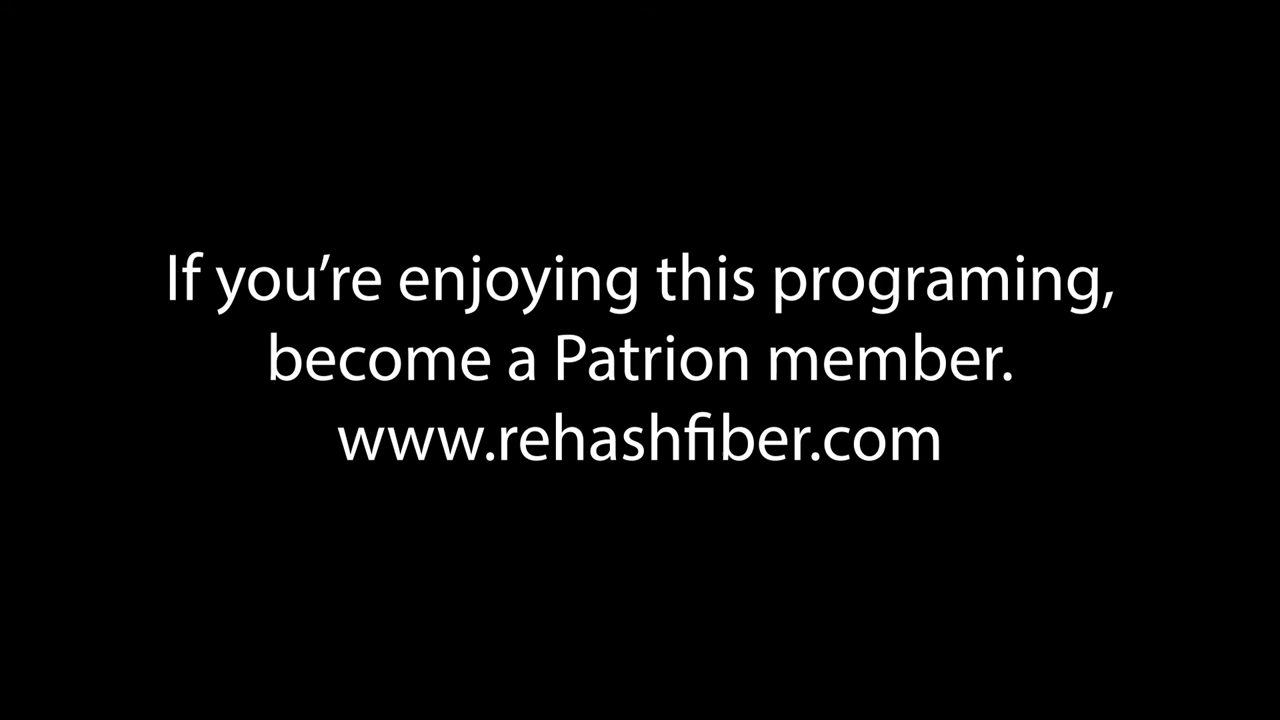 If you’re enjoying this programing,
become a Patrion member.
www.rehashfiber.com